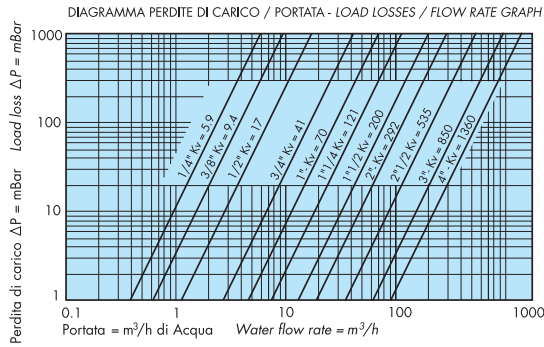 DIAGRAMMA PERDITE DI CARICO / PORTATA - LOAD LOSSES / FLOW RATE GRAPH
Perdita di carico ΔP = mBar Load loss ΔP = mBar
1000
100
10
1
1/4" Kv = 5.9
3/8" Kv = 9.4
1/2" Kv = 17
3/4" Kv = 41
1"- Kv = 70
1"1/4 Kv = 121
1"1/2 Kv = 200
2"- Kv = 292
2"1/2 Kv = 535
3"- Kv = 850
4"- Kv = 1360
0.1 1 10 100 1000
Portata = m³/h di Acqua Water flow rate = m³/h